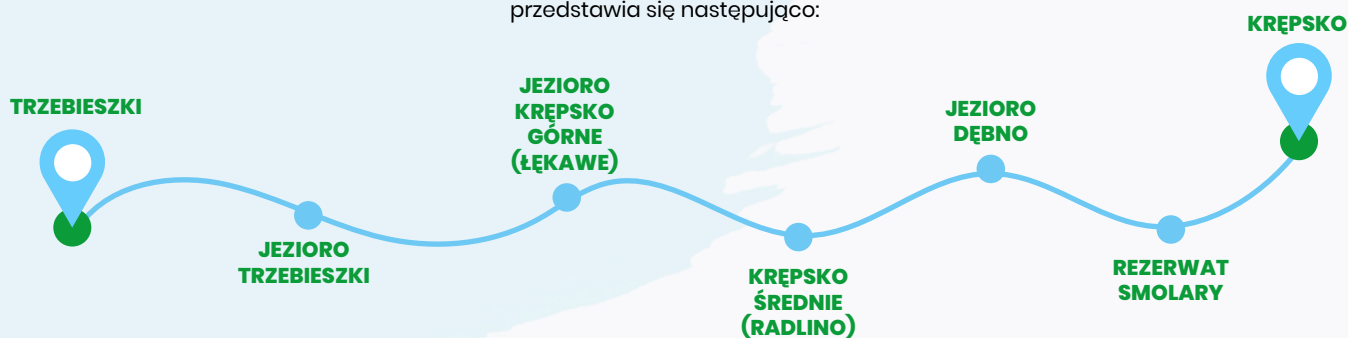 przedstawia się następująco:
TRZEBIESZKI
JEZIORO
TRZEBIESZKI
JEZIORO
KRĘPSKO
GÓRNE
(ŁĘKAWE)
KRĘPSKO
ŚREDNIE
(RADLINO)
JEZIORO
DĘBNO
REZERWAT
SMOLARY
KRĘPSKO